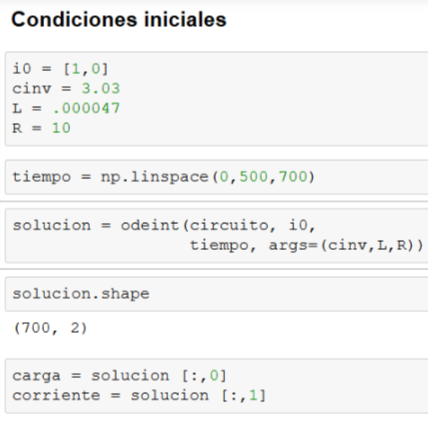 Condiciones iniciales
i0 = [1,0]
cinv = 3.03
L = .000047
R = 10
tiempo = np.linspace(0,500,700)
solucion = odeint(circuito, i0,
tiempo, args=(cinv,L,R))
solucion.shape
(700, 2)
carga = solucion [:,0]
corriente = solucion [:,1]